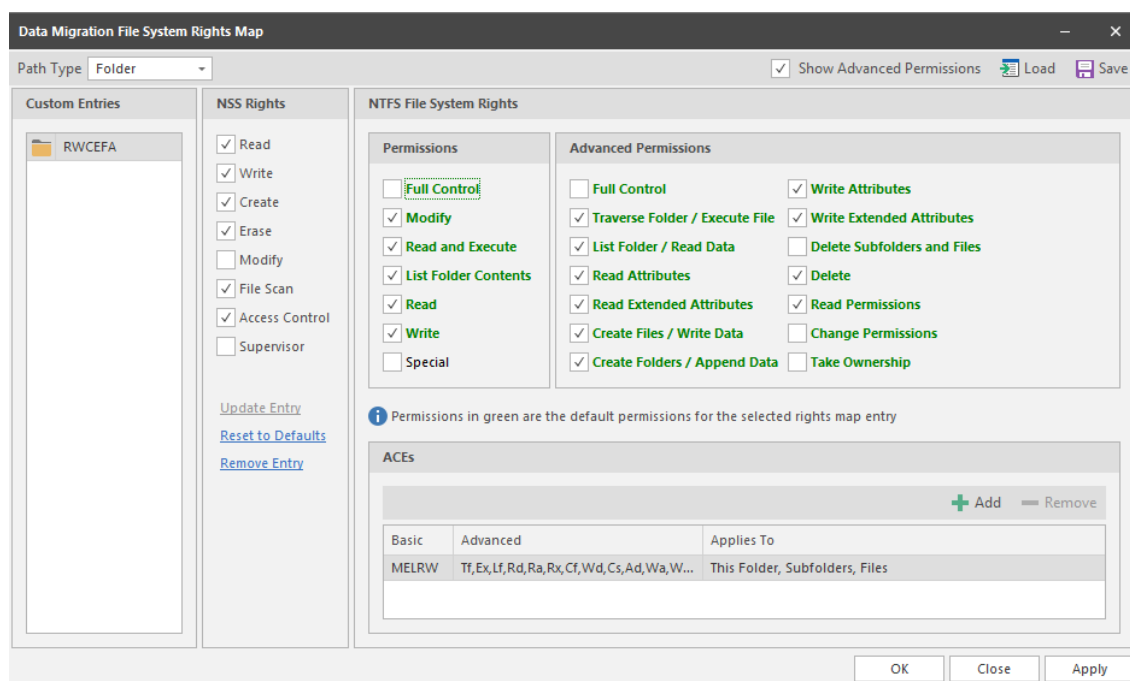 Data Migration File System Rights Map
Path Type Folder Show Advanced Permissions Load Save
Custom Entries
RWCEFA
NSS Rights
Read
Write
Create
Erase
Modify
File Scan
Access Control
Supervisor
Update Entry
Reset to Defaults
Remove Entry
NTFS File System Rights
Permissions
Full Control
Modify
Read and Execute
List Folder Contents
Read
Write
Special
Advanced Permissions
Full Control
Traverse Folder / Execute File
List Folder / Read Data
Read Attributes
Read Extended Attributes
Create Files / Write Data
Create Folders / Append Data
Write Attributes
Write Extended Attributes
Delete Subfolders and Files
Delete
Read Permissions
Change Permissions
Take Ownership
Permissions in green are the default permissions for the selected rights map entry
ACEs
Add Remove
Basic Advanced Applies To
MELRW Tf,Ex,Lf,Rd,Ra,Rx,Cf,Wd,Cs,Ad,Wa,W... This Folder, Subfolders, Files
OK Close Apply